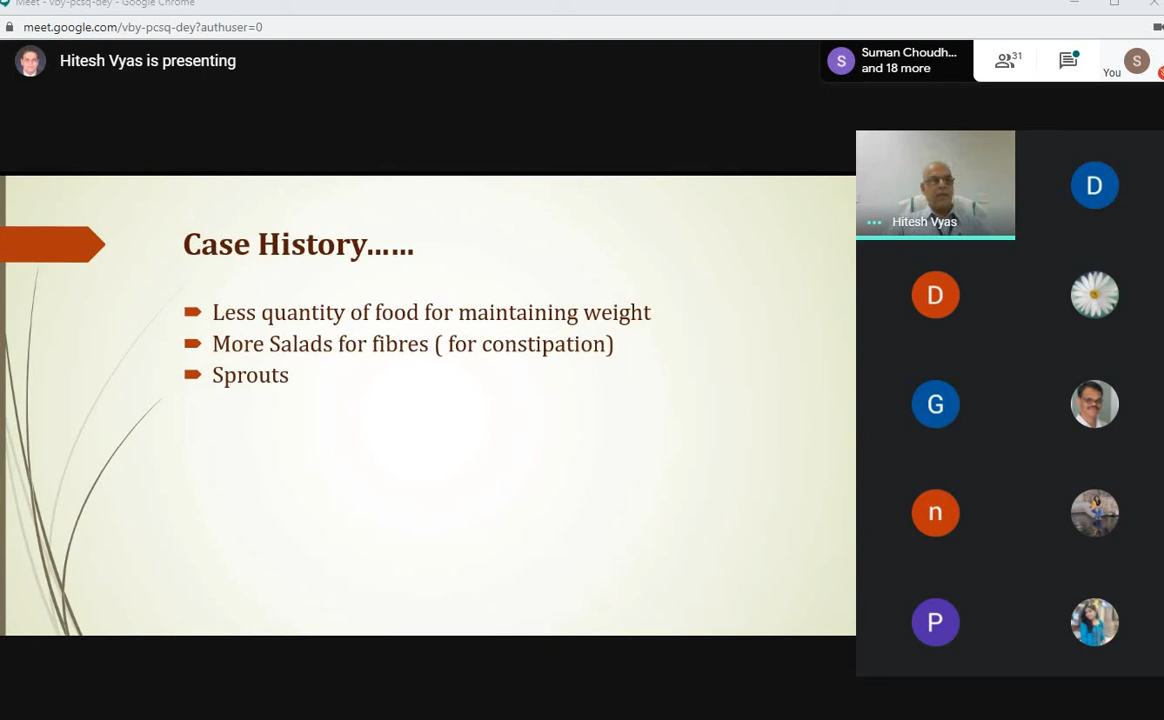 Meet - vby-pcsq-dey - Google Chrome
meet.google.com/vby-pcsq-dey?authuser=0
Hitesh Vyas is presenting
S
Suman Choudh...
and 18 more
31
You
S
Case History......
Less quantity of food for maintaining weight
More Salads for fibres ( for constipation)
Sprouts
Hitesh Vyas
D
D
G
n
P